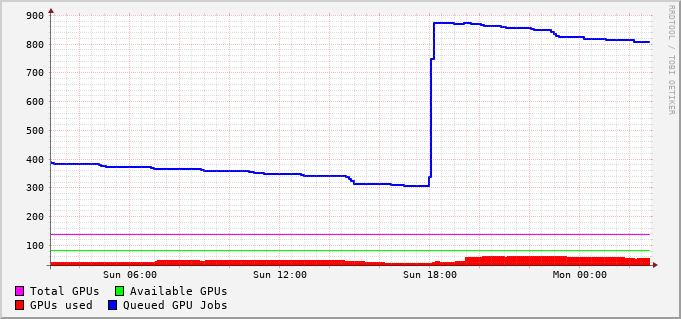 900
800
700
600
500
400
300
200
100
Sun 06:00 Sun 12:00 Sun 18:00 Mon 00:00
Total GPUs Available GPUs
GPUs used Queued GPU Jobs
RRDTOOL / TOBI OETIKER